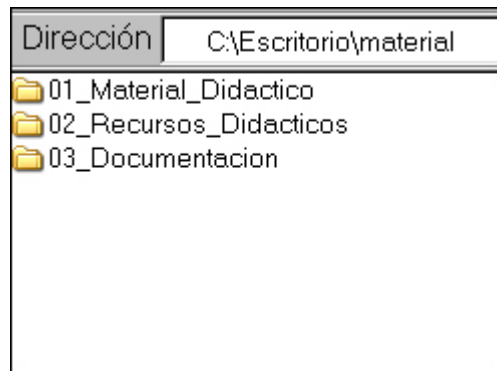 Dirección C:\Escritorio\material
01_Material_Didactico
02_Recursos_Didacticos
03_Documentacion